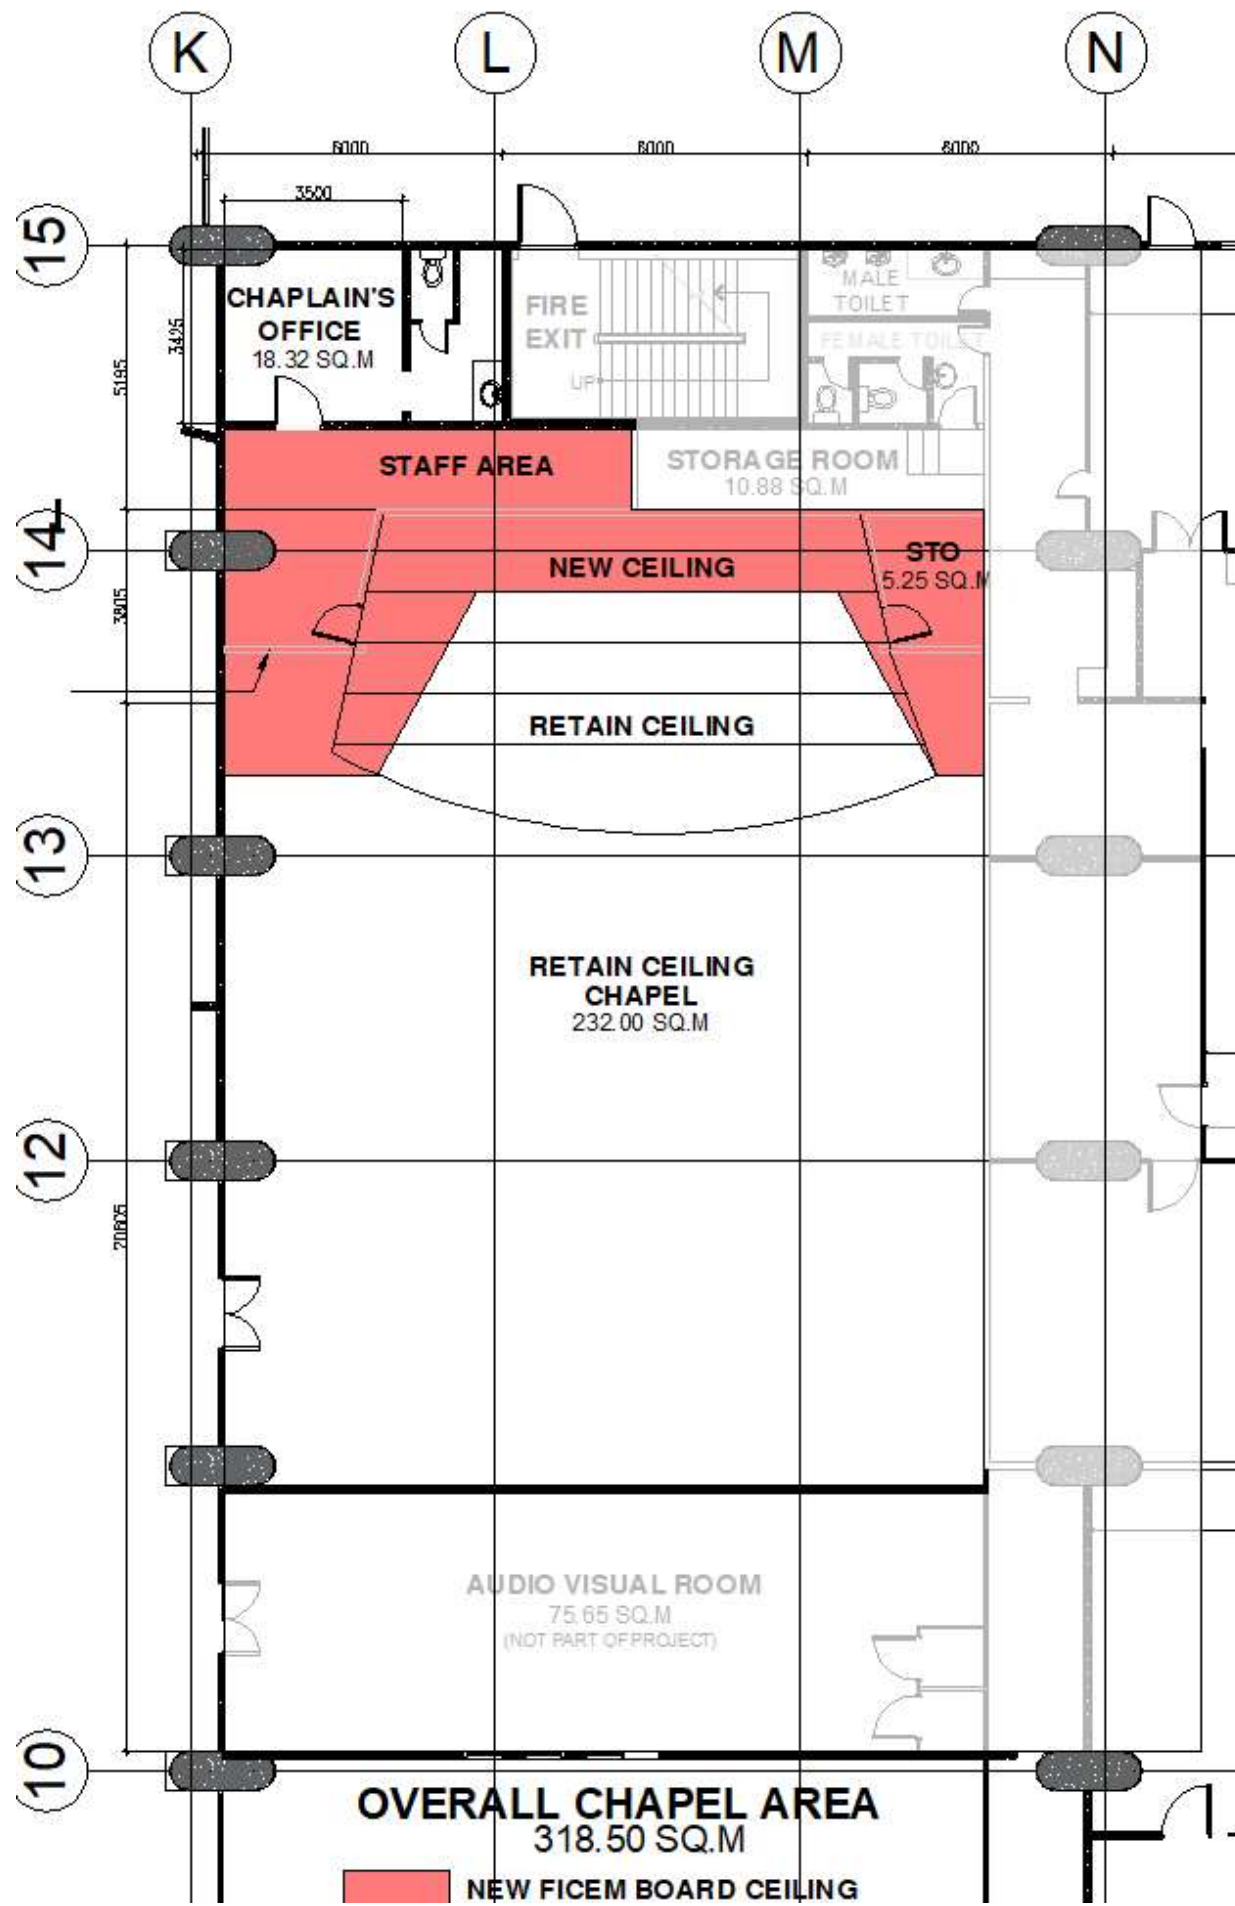 K
L
M
N
6000
6000
6000
3500
15
CHAPLAIN'S
OFFICE
18.32 SQ.M
3425
5195
FIRE
EXIT
UP
MALE
TOILET
FEMALE TOILET
STAFF AREA
STORAGE ROOM
10.88 SQ.M
14
NEW CEILING
STO
5.25 SQ.M
3805
RETAIN CEILING
13
RETAIN CEILING
CHAPEL
232.00 SQ.M
12
20605
AUDIO VISUAL ROOM
75.65 SQ.M
(NOT PART OF PROJECT)
10
OVERALL CHAPEL AREA
318.50 SQ.M
NEW FICEM BOARD CEILING